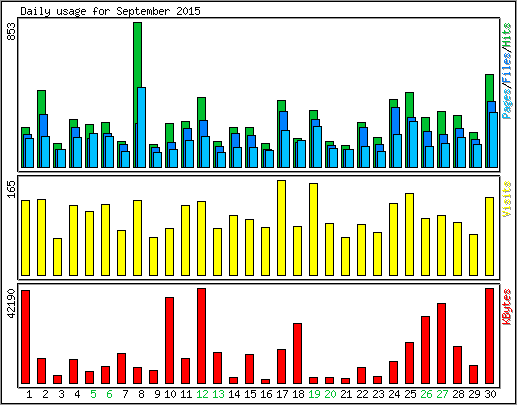 Daily usage for September 2015
853
Pages/Files/Hits
165
Visits
42190
KBytes
1 2 3 4 5 6 7 8 9 10 11 12 13 14 15 16 17 18 19 20 21 22 23 24 25 26 27 28 29 30